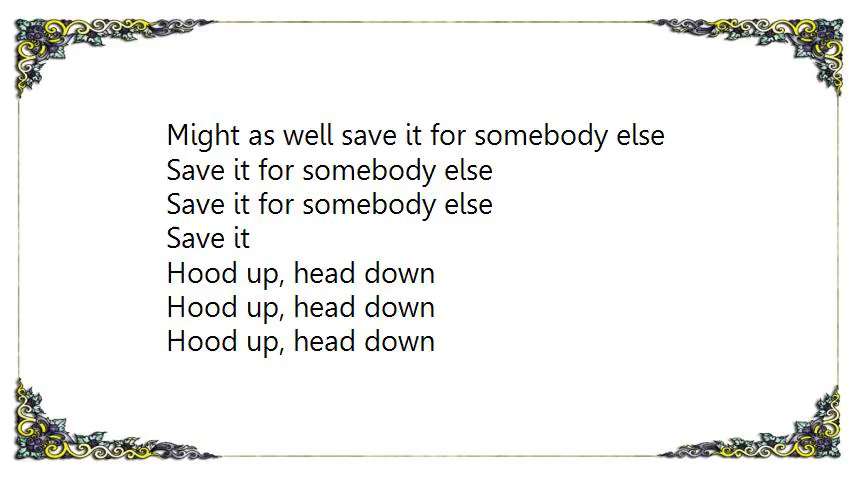 Might as well save it for somebody else
Save it for somebody else
Save it for somebody else
Save it
Hood up, head down
Hood up, head down
Hood up, head down